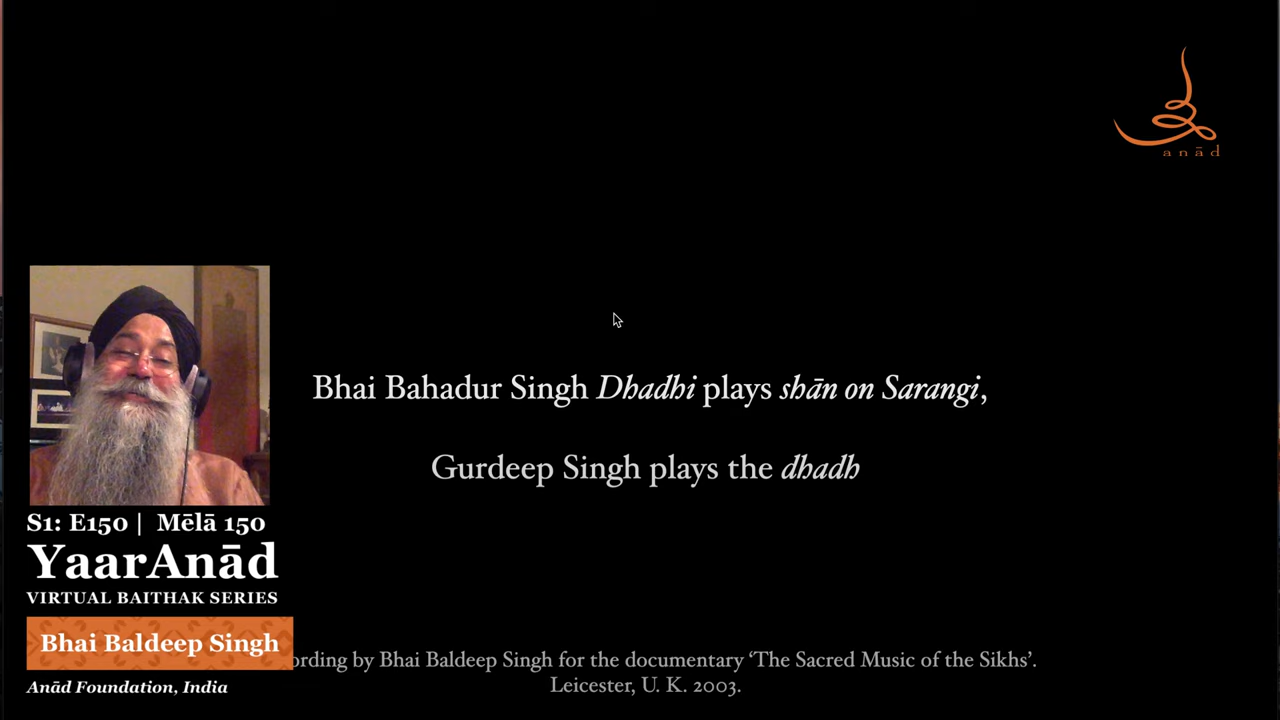 anād
Bhai Bahadur Singh Dhadhi plays shān on Sarangi,
Gurdeep Singh plays the dhadh
S1: E150 | Mēlā 150
YaarAnād
VIRTUAL BAITHAK SERIES
Bhai Baldeep Singh
ording by Bhai Baldeep Singh for the documentary ‘The Sacred Music of the Sikhs’.
Leicester, U. K. 2003.
Anād Foundation, India